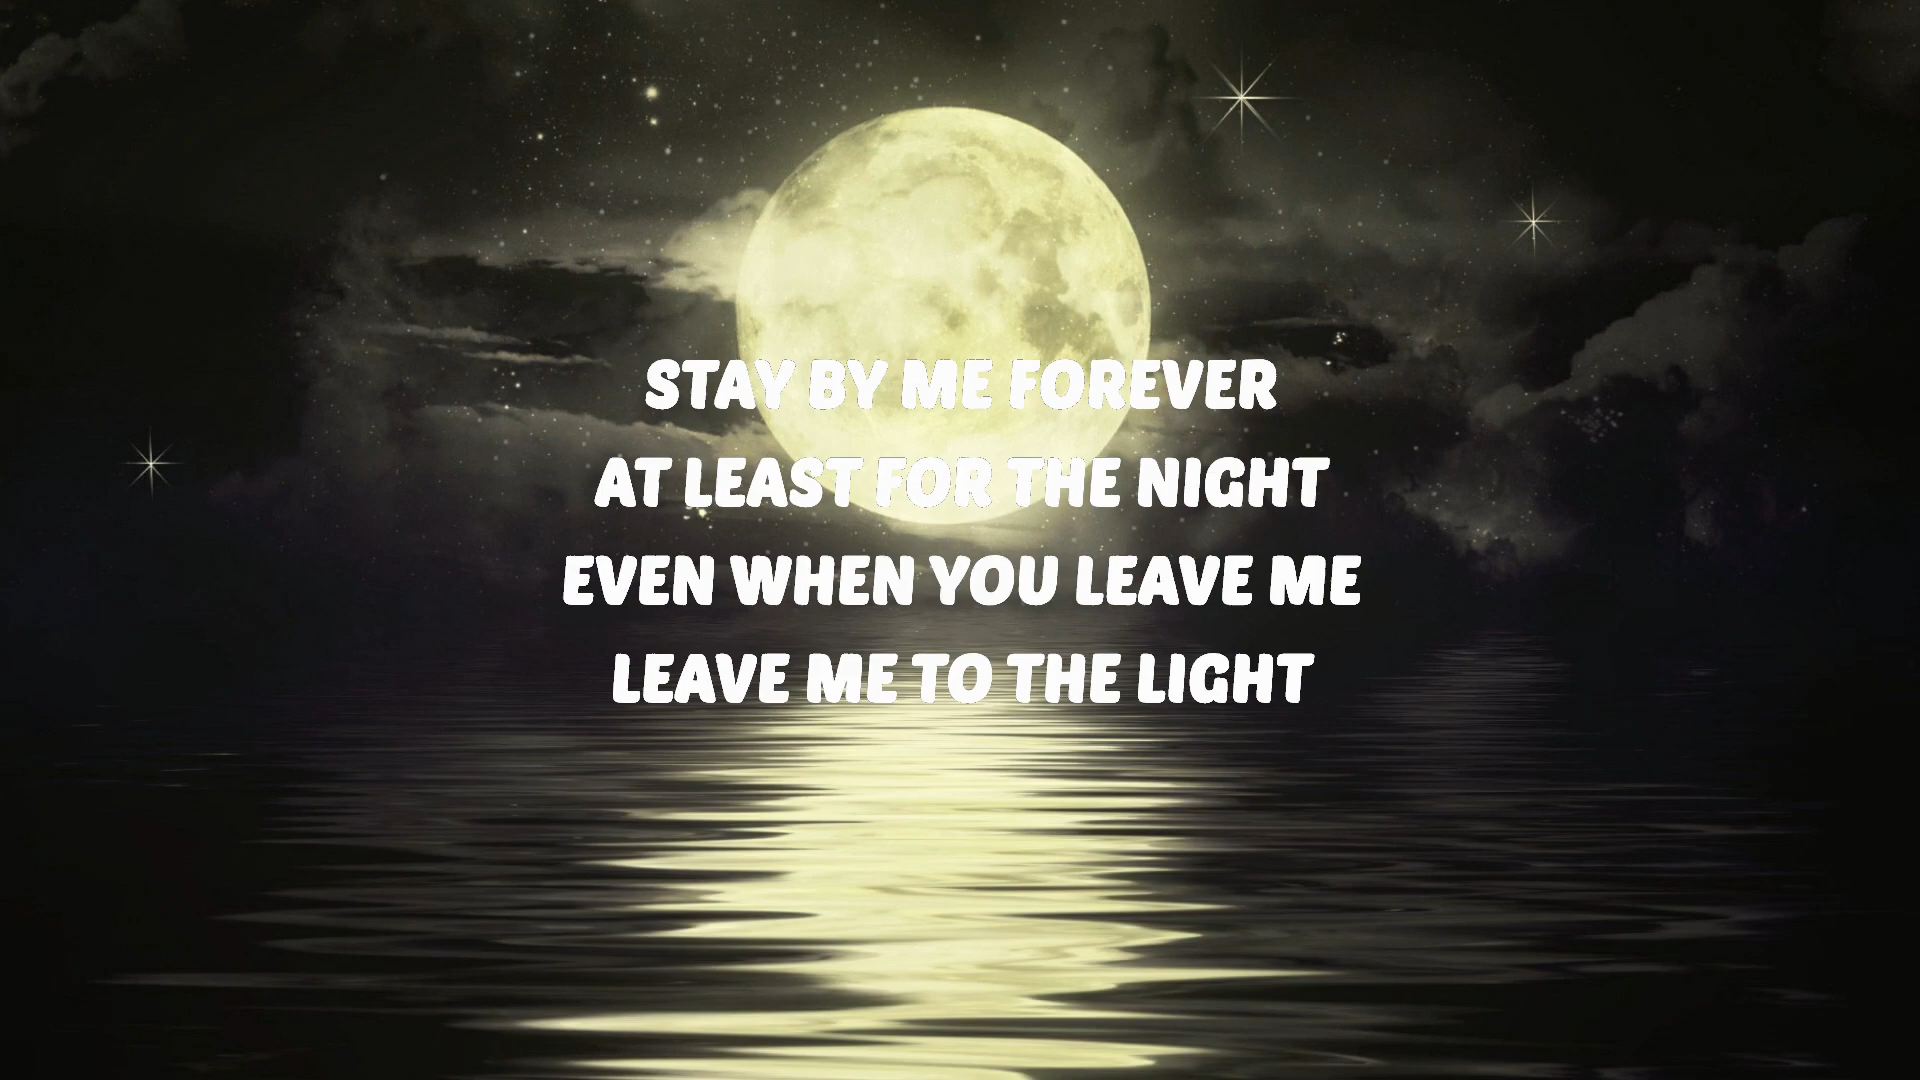 STAY BY ME FOREVER
AT LEAST FOR THE NIGHT
EVEN WHEN YOU LEAVE ME
LEAVE ME TO THE LIGHT